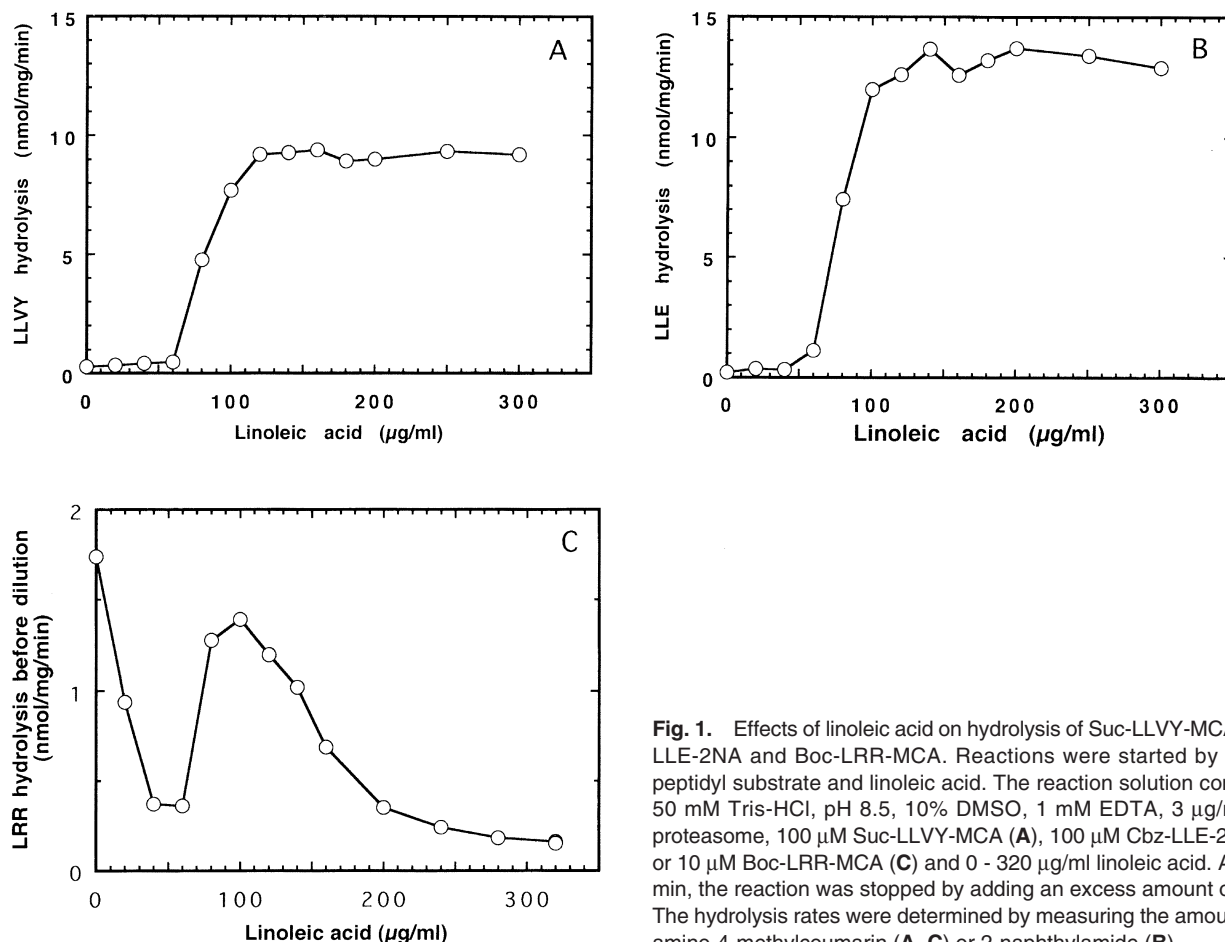 A
15
10
5
0
LLVY hydrolysis (nmol/mg/min)
0 100 200 300
Linoleic acid (µg/ml)
B
15
10
5
0
LLE hydrolysis (nmol/mg/min)
0 100 200 300
Linoleic acid (µg/ml)
C
2
1
0
LRR hydrolysis before dilution
(nmol/mg/min)
0 100 200 300
Linoleic acid (µg/ml)
Fig. 1. Effects of linoleic acid on hydrolysis of Suc-LLVY-MCA
LLE-2NA and Boc-LRR-MCA. Reactions were started by
peptidyl substrate and linoleic acid. The reaction solution
50 mM Tris-HCl, pH 8.5, 10% DMSO, 1 mM EDTA, 3
proteasome, 100 µM Suc-LLVY-MCA (A), 100 µM
or 10 µM Boc-LRR-MCA (C) and 0 - 320 µg/ml linoleic acid.
min, the reaction was stopped by adding an excess amount
The hydrolysis rates were determined by measuring the
amino-4-methylcoumarin (A, C) or 2-naphthylamide (B).